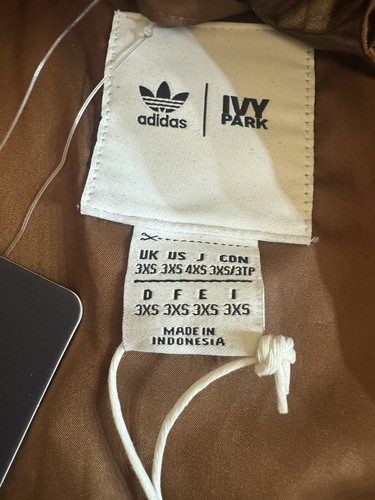 adidas
IVY
PARK
UK US J CON
3XS 3XS 4XS 3XS/3TP
D F E I
3XS 3XS 3XS 3XS
MADE IN
INDONESIA